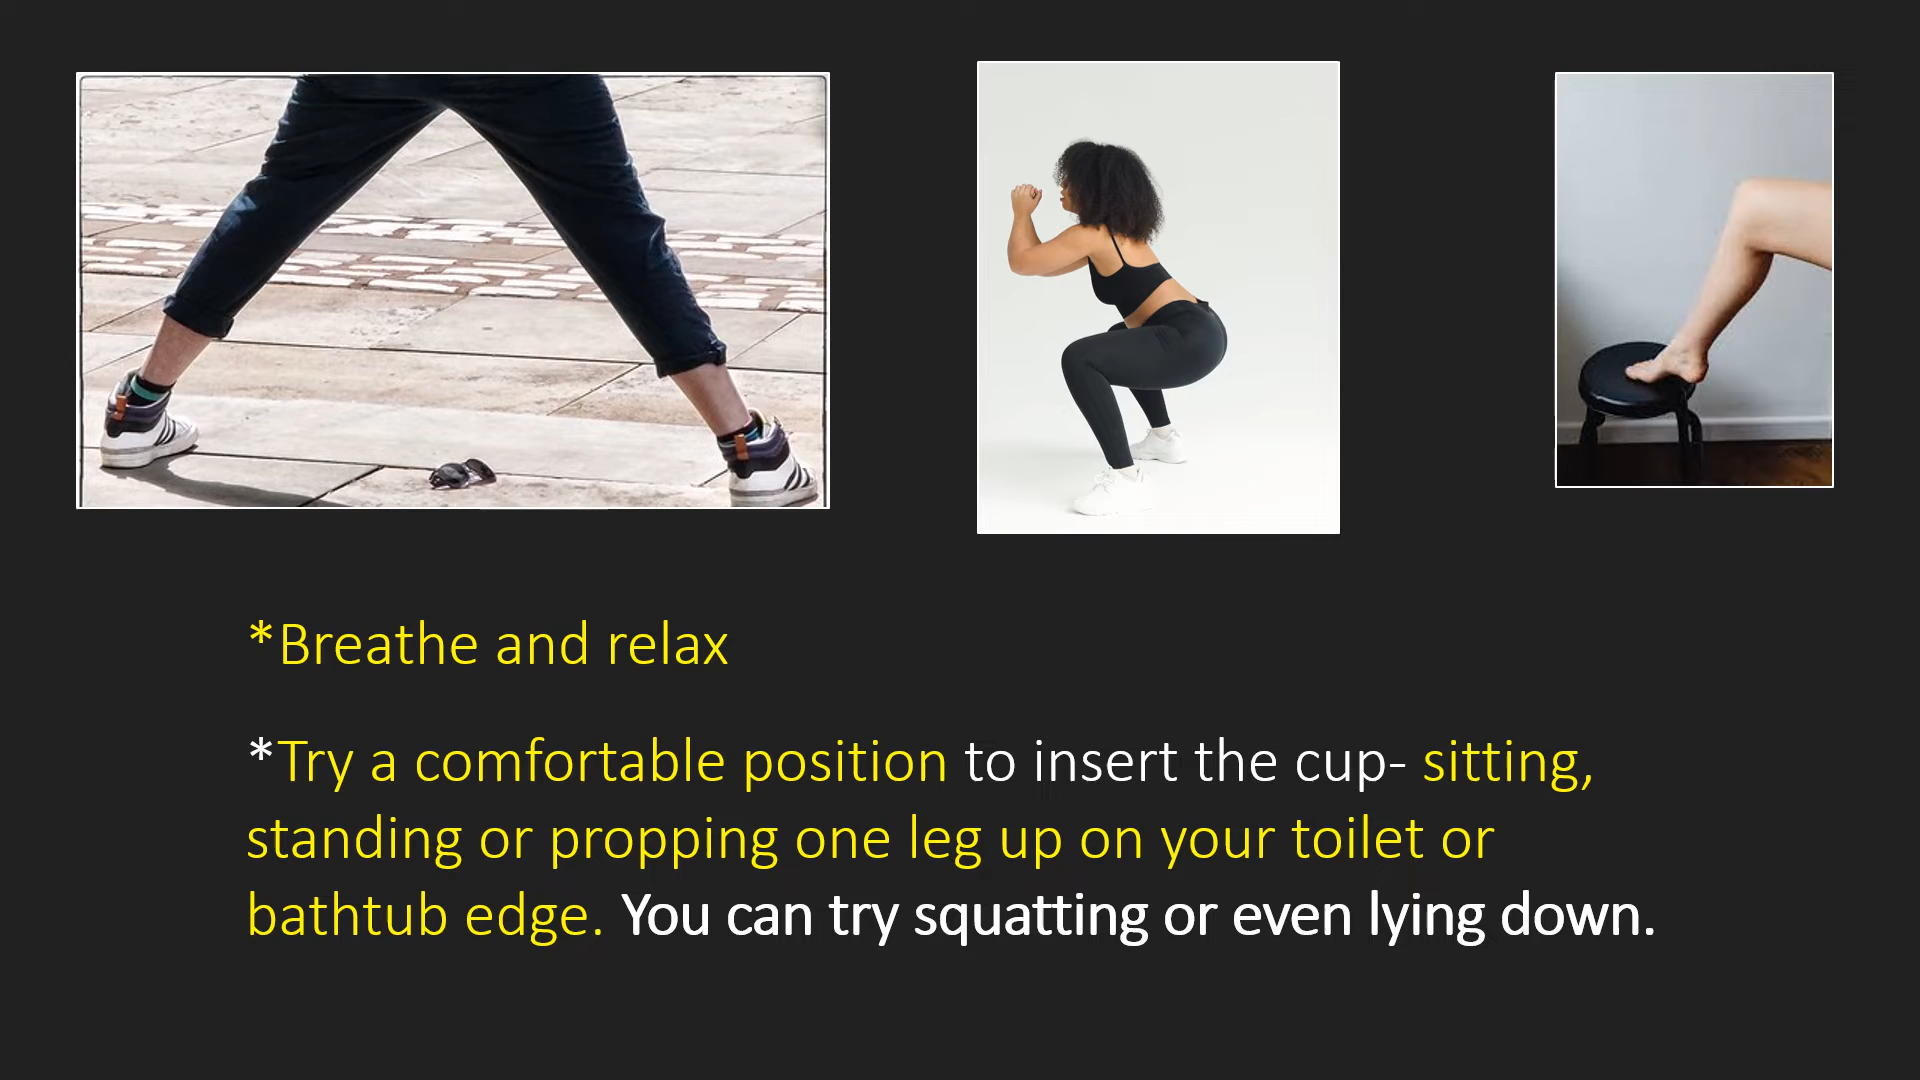 *Breathe and relax
*Try a comfortable position to insert the cup- sitting,
standing or propping one leg up on your toilet or
bathtub edge. You can try squatting or even lying down.